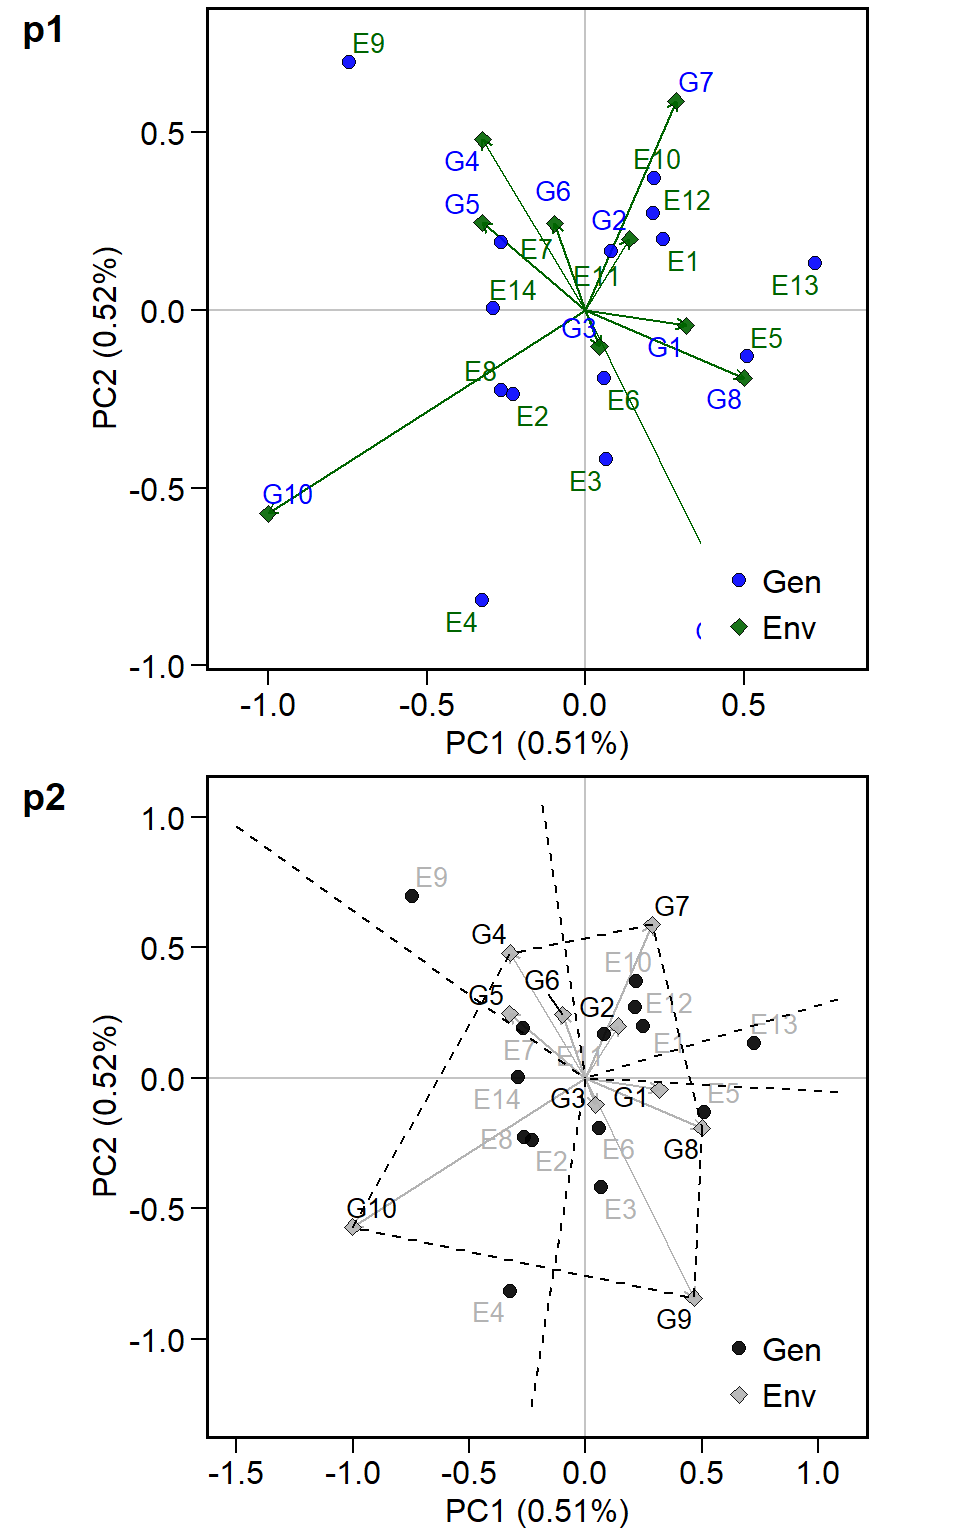 p1
E9
G7
0.5
G4
E10
G6
G5
E12
G2
E7
E1
E11
E14
E13
0.0
G3
G1
E5
E8
G8
E6
E2
E3
-0.5
G10
Gen
E4
Env
-1.0
-1.0 -0.5 0.0 0.5
PC1 (0.51%)
PC2 (0.52%)
p2
1.0
E9
G7
G4
0.5
E10
G6
G5
G2
E12
E13
E7
E1
E11
0.0
E14
G3
G1
E5
E8
E2
E6
G8
-0.5
G10
E3
E4
G9
-1.0
Gen
Env
-1.5 -1.0 -0.5 0.0 0.5 1.0
PC1 (0.51%)
PC2 (0.52%)